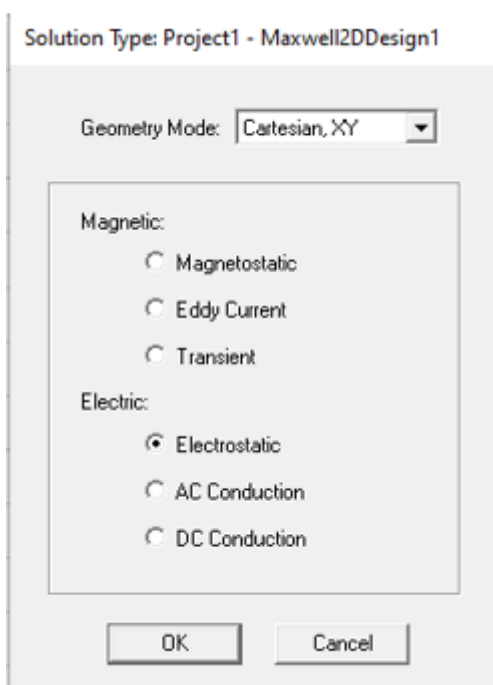 Solution Type: Project1 - Maxwell2DDesign1
Geometry Mode: Cartesian, XY
Magnetic:
Magnetostatic
Eddy Current
Transient
Electric:
Electrostatic
AC Conduction
DC Conduction
OK Cancel